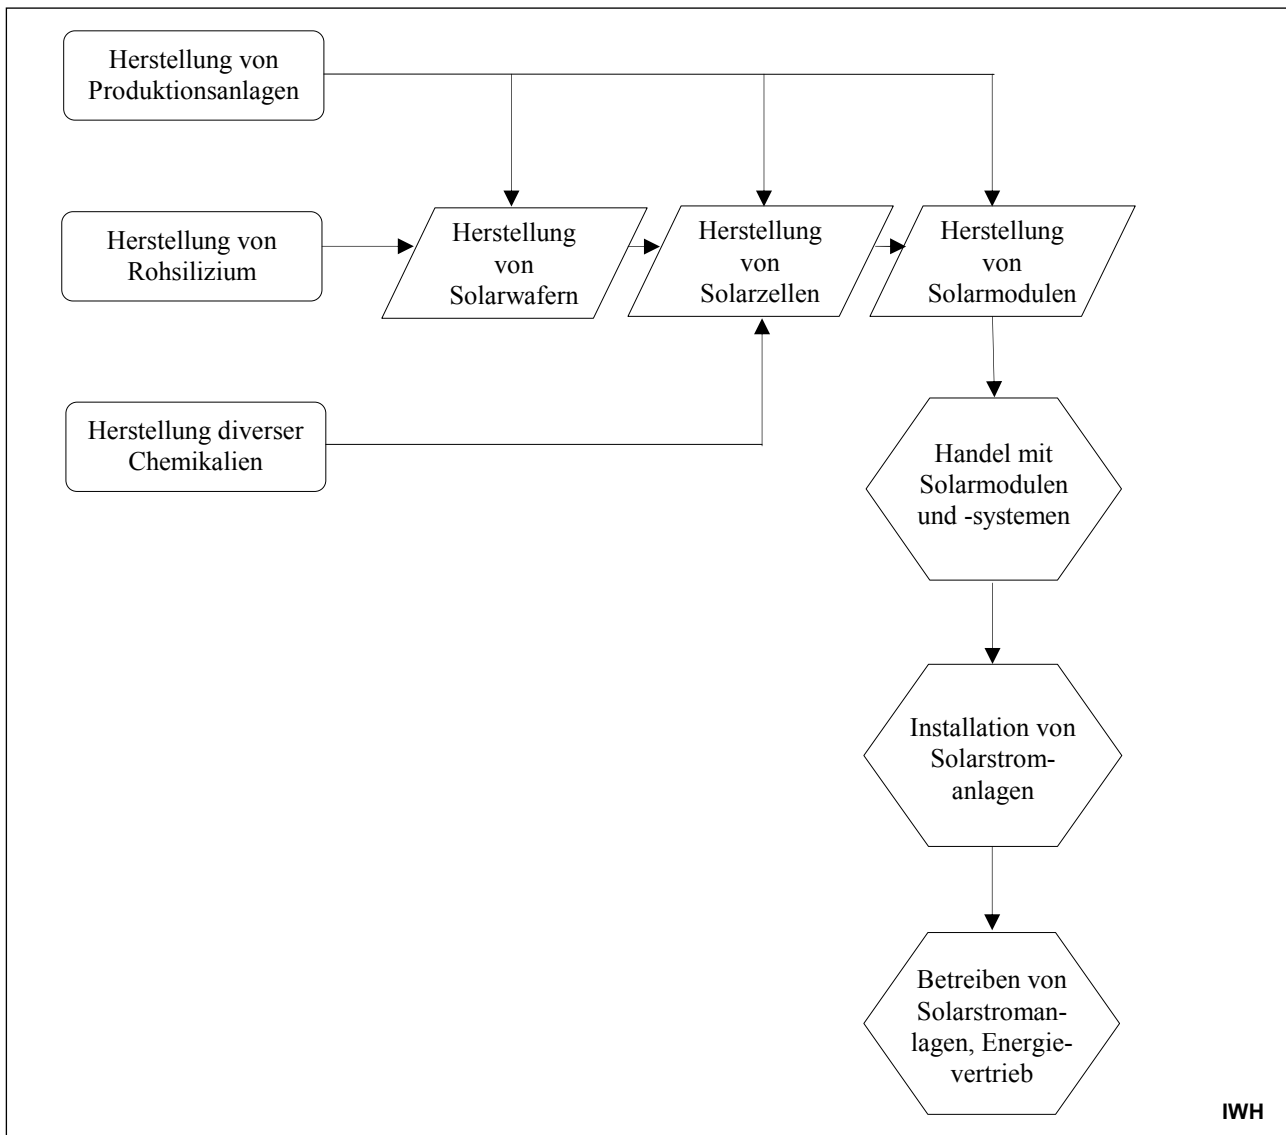 Herstellung von
Produktionsanlagen
Herstellung von
Rohsilizium
Herstellung
von
Solarwafern
Herstellung
von
Solarzellen
Herstellung
von
Solarmodulen
Herstellung diverser
Chemikalien
Handel mit
Solarmodulen
und -systemen
Installation von
Solarstrom-
anlagen
Betreiben von
Solarstroman-
lagen, Energie-
vertrieb
IWH